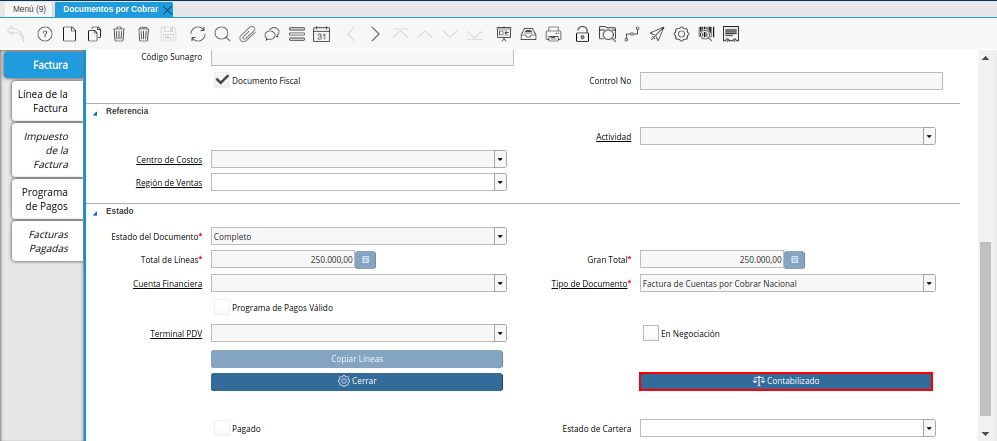 Menú (9)
Documentos por Cobrar
31
Factura
Línea de la
Factura
Impuesto
de la
Factura
Programa
de Pagos
Facturas
Pagadas
Código Sunagro
Documento Fiscal
Control No
Referencia
Actividad
Centro de Costos
Región de Ventas
Estado
Estado del Documento*
Completo
Total de Líneas*
250.000,00
Gran Total*
250.000,00
Cuenta Financiera
Tipo de Documento*
Factura de Cuentas por Cobrar Nacional
Programa de Pagos Válido
Terminal PDV
En Negociación
Copiar Líneas
Cerrar
Contabilizado
Pagado
Estado de Cartera